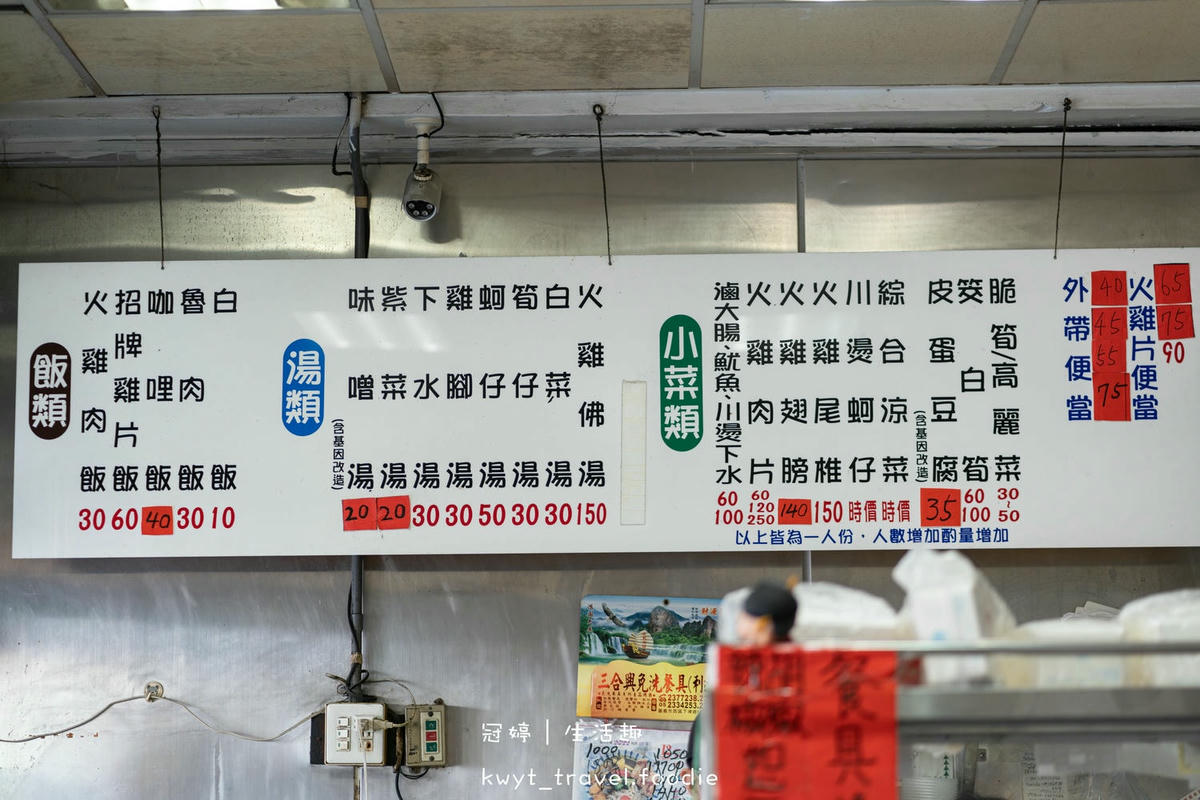 飯類
火雞肉飯 30
招牌雞片飯 60
咖哩飯 40
魯肉飯 30
白飯 10
湯類
味噌湯 20
(含基因改造)
紫菜湯 20
下水湯 30
雞腳湯 30
蚵仔湯 50
筍仔湯 30
白菜湯 30
火雞佛湯 150
小菜類
滷大腸、魷魚、川燙下水 60 100
火雞肉片 60 120 250
火雞翅膀 140
火雞尾椎 150
川燙蚵仔 時價
綜合涼菜 時價
皮蛋豆腐 35
(含基因改造)
筊白筍 60 100
脆筍/高麗菜 30~50
以上皆為一人份,人數增加酌量增加
外帶便當 40 45 55 75
火雞片便當 65 75 90
三合興免洗餐具(利
2377238
05 2334253
冠婷 | 生活趣
kwyt_travel.foodie
餐具